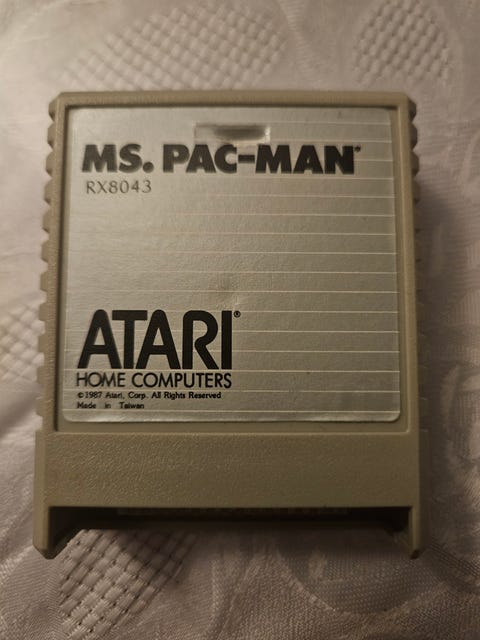 MS. PAC-MAN®
RX8043
ATARI®
HOME COMPUTERS
©1987 Atari, Corp. All Rights Reserved
Made in Taiwan